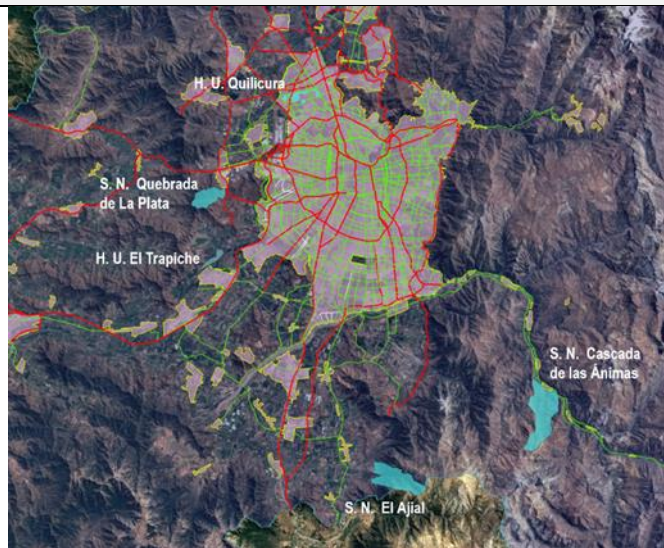 H. U. Quilicura
S. N. Quebrada
de La Plata
H. U. El Trapiche
S. N. Cascada
de las Ánimas
S. N. El Ajial